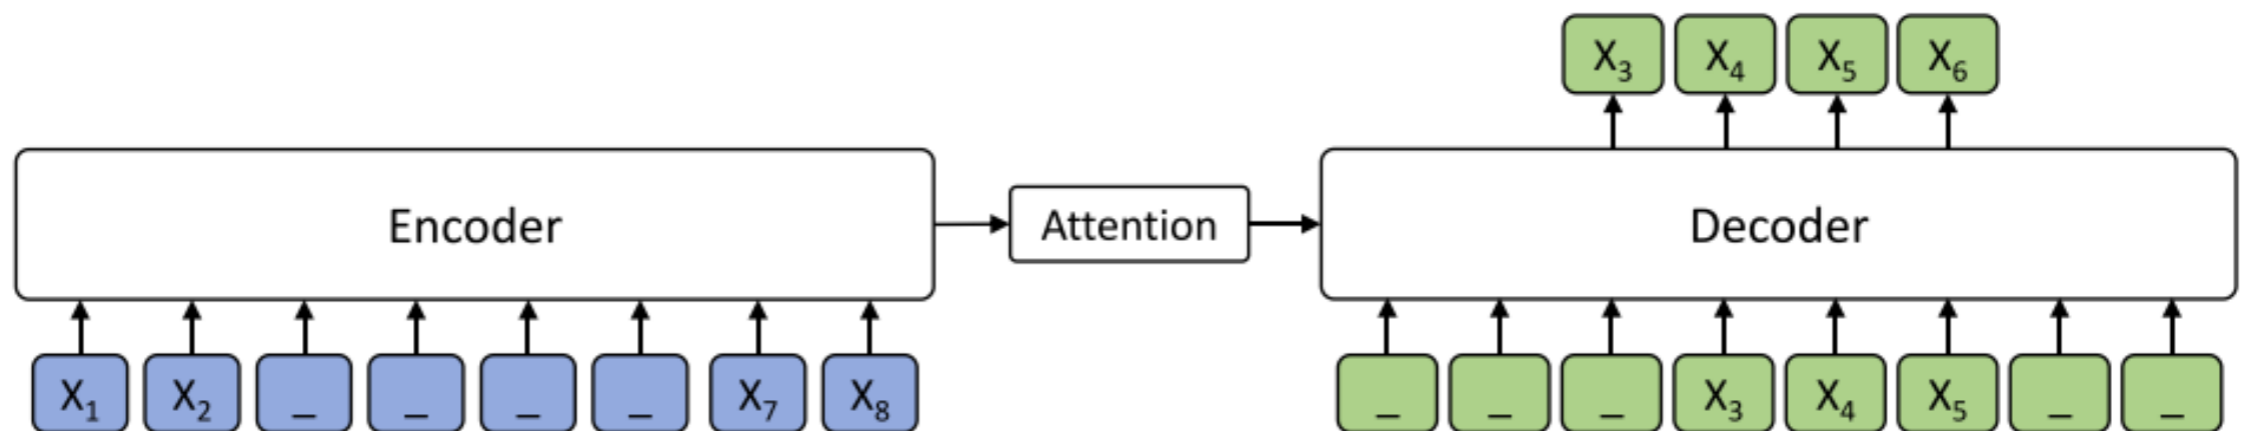 X₃ X₄ X₅ X₆
Encoder Attention Decoder
X₁ X₂ _ _ _ _ X₇ X₈ _ _ _ X₃ X₄ X₅ _ _